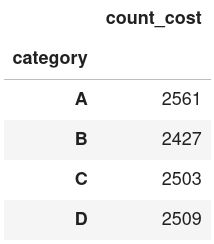 count_cost
category
A 2561
B 2427
C 2503
D 2509